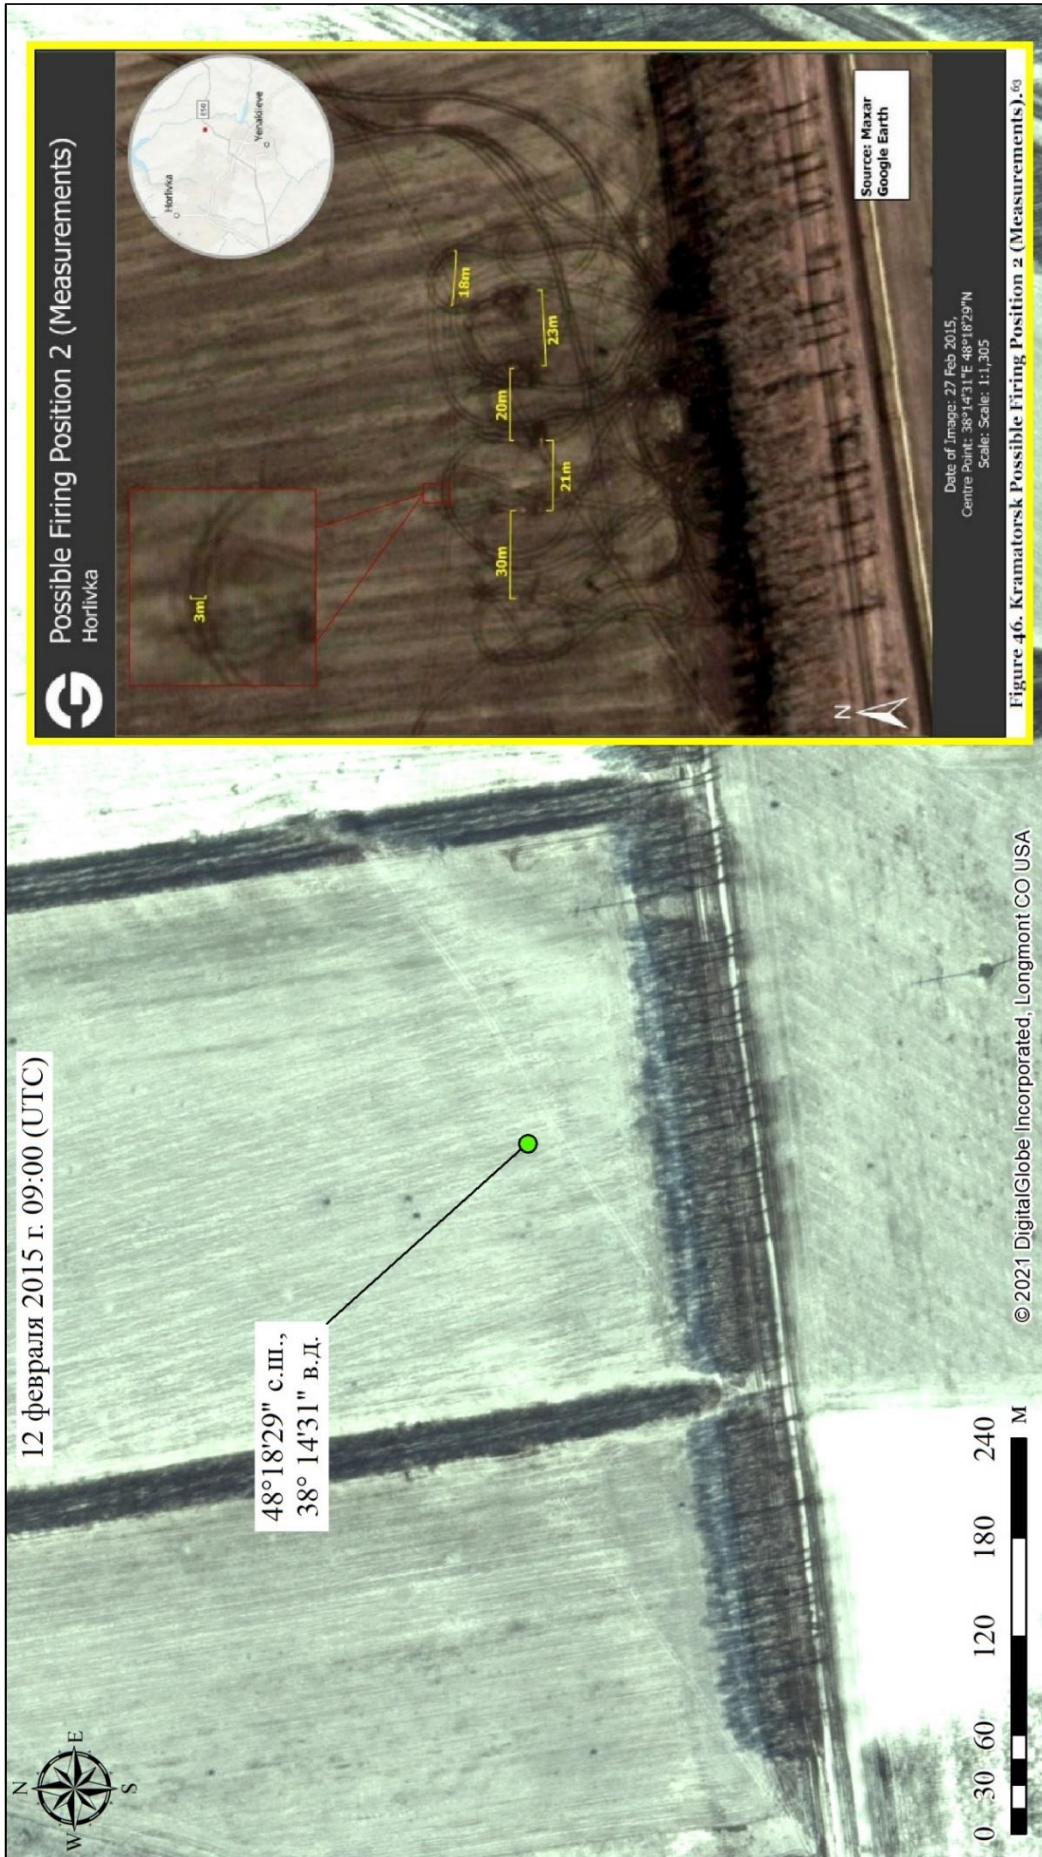 12 февраля 2015 г. 09:00 (UTC)
48°18'29" с.ш.,
38° 14'31" в.д.
N
W
E
S
0 30 60 120 180 240
М
© 2021 DigitalGlobe Incorporated, Longmont CO USA
G Possible Firing Position 2 (Measurements)
Horlivka
Horlivka
E50
Yenakiieve
3m
30m
21m
20m
23m
18m
N
Source: Maxar
Google Earth
Date of Image: 27 Feb 2015,
Centre Point: 38°14'31"E 48°18'29"N
Scale: Scale: 1:1,305
Figure 46. Kramatorsk Possible Firing Position 2 (Measurements).63